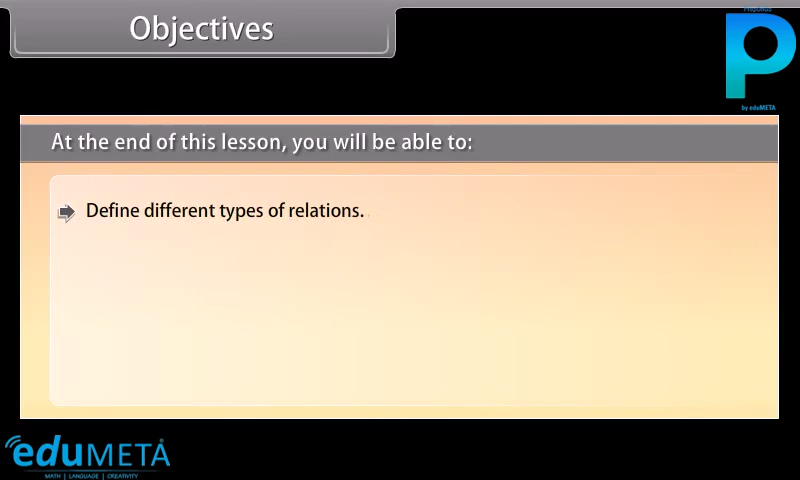 Objectives
Preponds
by eduMETA
At the end of this lesson, you will be able to:
Define different types of relations.
eduMETA
MATH | LANGUAGE | CREATIVITY